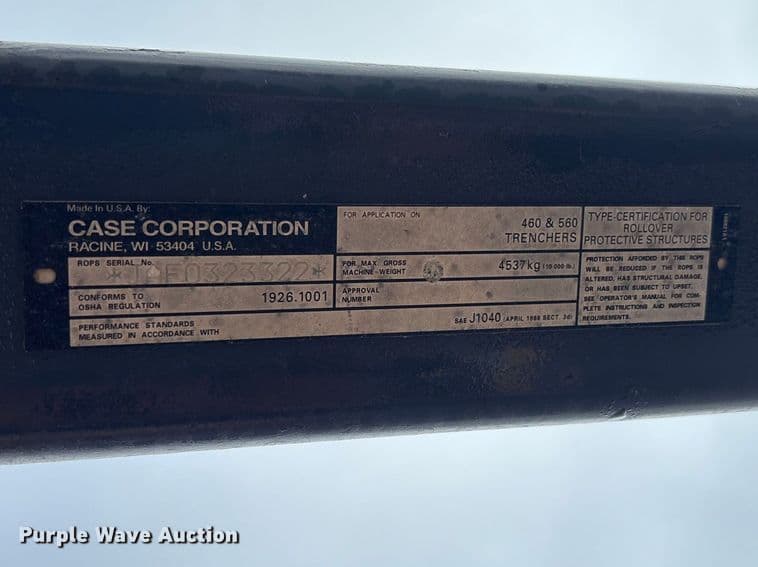 Made in U.S.A. By:
CASE CORPORATION
RACINE, WI 53404 U.S.A.
ROPS SERIAL No.
CONFORMS TO
OSHA REGULATION
1926.1001
PERFORMANCE STANDARDS
MEASURED IN ACCORDANCE WITH
SAE J1040 (APRIL 1988 SECT. 3d)
FOR APPLICATION ON
460 & 560
TRENCHERS
FOR MAX GROSS
MACHINE-WEIGHT
4537kg (10 000 lb.)
APPROVAL
NUMBER
TYPE-CERTIFICATION FOR
ROLLOVER
PROTECTIVE STRUCTURES
PROTECTION AFFORDED BY THIS ROPS
WILL BE REDUCED IF THE ROPS IS
ALTERED, HAS STRUCTURAL DAMAGE,
OR HAS BEEN SUBJECT TO UPSET.
SEE OPERATOR'S MANUAL FOR COM-
PLETE INSTRUCTIONS AND INSPECTION
REQUIREMENTS.
Purple Wave Auction